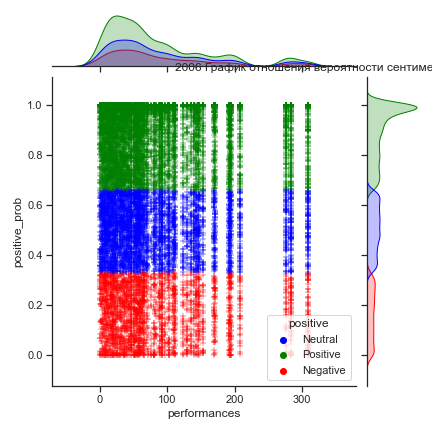 2006 График отношения вероятности сентиме
positive_prob
1.0
0.8
0.6
0.4
0.2
0.0
positive
Neutral
Positive
Negative
0
100
200
300
performances